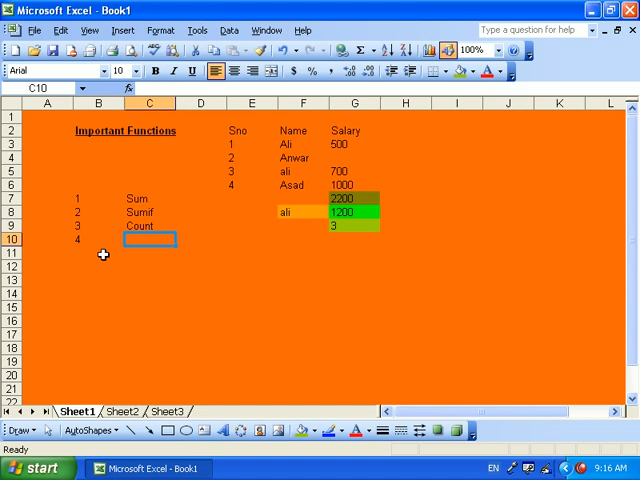 Microsoft Excel - Book1
File Edit View Insert Format Tools Data Window Help
Type a question for help
100%
Arial 10 B I U $ % ,
C10 fx
A B C D E F G H I J K L
1
2 Important Functions Sno Name Salary
3 1 Ali 500
4 2 Anwar
5 3 ali 700
6 4 Asad 1000
7 1 Sum 2200
8 2 Sumif ali 1200
9 3 Count 3
10 4
11
12
13
14
15
16
17
18
19
20
21
22
Sheet1 Sheet2 Sheet3
Draw AutoShapes
Ready
start Microsoft Excel - Book1 EN 9:16 AM